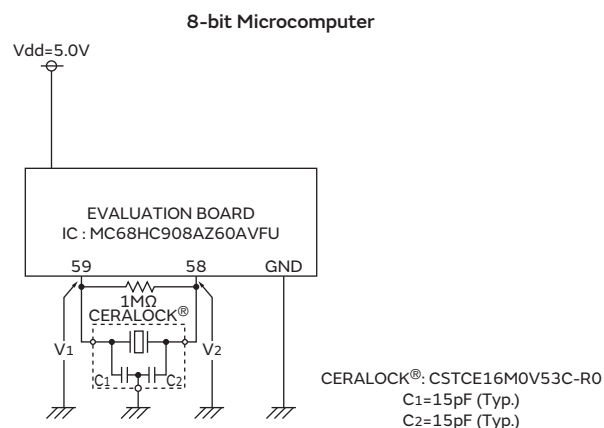 8-bit Microcomputer
Vdd=5.0V
EVALUATION BOARD
IC : MC68HC908AZ60AVFU
59 58 GND
1MΩ
CERALOCK®
V1 V2
C1 C2
CERALOCK®: CSTCE16M0V53C-R0
C1=15pF (Typ.)
C2=15pF (Typ.)